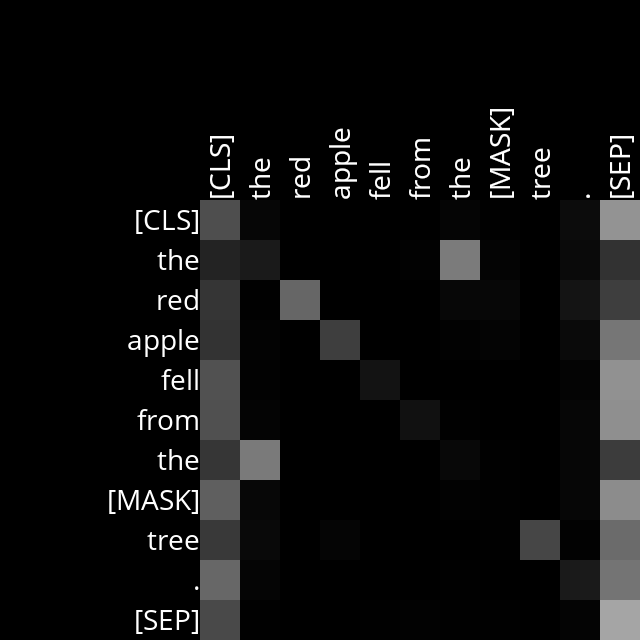 [CLS] the red apple fell from the [MASK] tree . [SEP]
[CLS]
the
red
apple
fell
from
the
[MASK]
tree
.
[SEP]